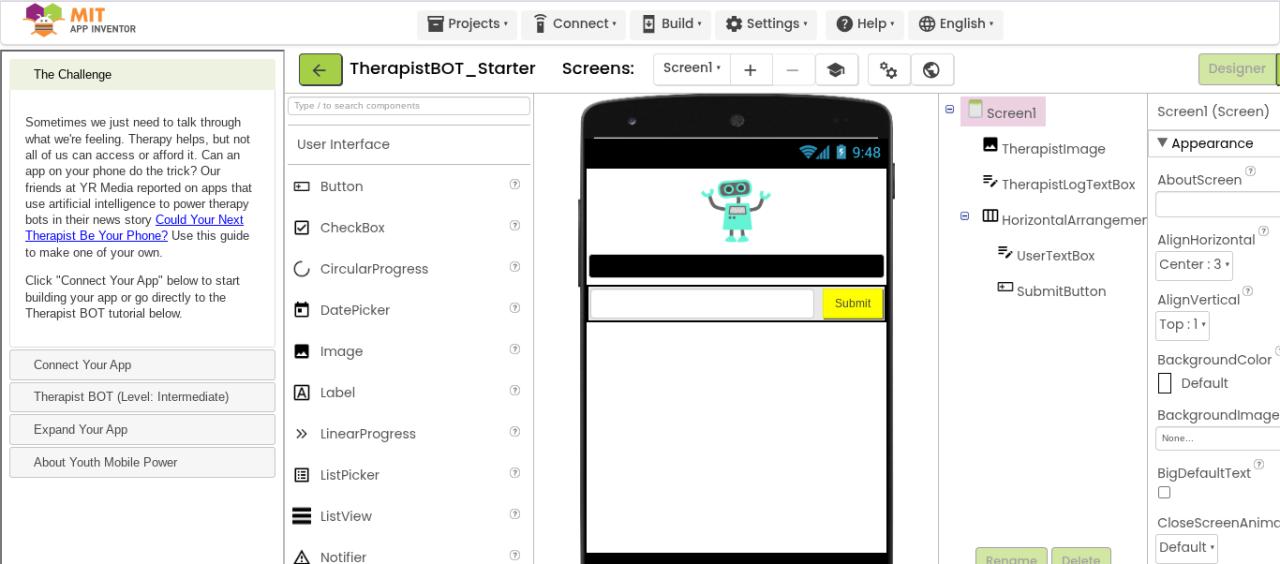 MIT
APP INVENTOR
Projects
Connect
Build
Settings
Help
English
TherapistBOT_Starter
Screens:
Screen1
Designer
The Challenge
Sometimes we just need to talk through
what we're feeling. Therapy helps, but not
all of us can access or afford it. Can an
app on your phone do the trick? Our
friends at YR Media reported on apps that
use artificial intelligence to power therapy
bots in their news story Could Your Next
Therapist Be Your Phone? Use this guide
to make one of your own.
Click "Connect Your App" below to start
building your app or go directly to the
Therapist BOT tutorial below.
Connect Your App
Therapist BOT (Level: Intermediate)
Expand Your App
About Youth Mobile Power
Type / to search components
User Interface
Button
CheckBox
CircularProgress
DatePicker
Image
Label
LinearProgress
ListPicker
ListView
Notifier
9:48
Submit
Screen1
TherapistImage
TherapistLogTextBox
HorizontalArrangemen
UserTextBox
SubmitButton
Rename
Delete
Screen1 (Screen)
Appearance
AboutScreen
AlignHorizontal
Center : 3
AlignVertical
Top : 1
BackgroundColor
Default
BackgroundImage
None...
BigDefaultText
CloseScreenAnima
Default